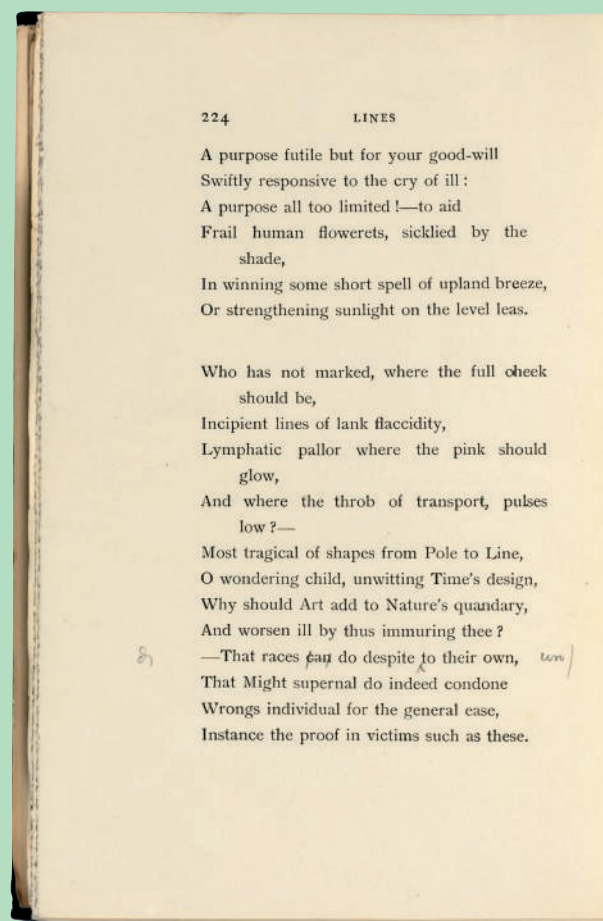 224 LINES
A purpose futile but for your good-will
Swiftly responsive to the cry of ill:
A purpose all too limited!—to aid
Frail human flowerets, sicklied by the
shade,
In winning some short spell of upland breeze,
Or strengthening sunlight on the level leas.
Who has not marked, where the full cheek
should be,
Incipient lines of lank flaccidity,
Lymphatic pallor where the pink should
glow,
And where the throb of transport, pulses
low?—
Most tragical of shapes from Pole to Line,
O wondering child, unwitting Time's design,
Why should Art add to Nature's quandary,
And worsen ill by thus immuring thee?
—That races can do despite to their own,
That Might supernal do indeed condone
Wrongs individual for the general ease,
Instance the proof in victims such as these.